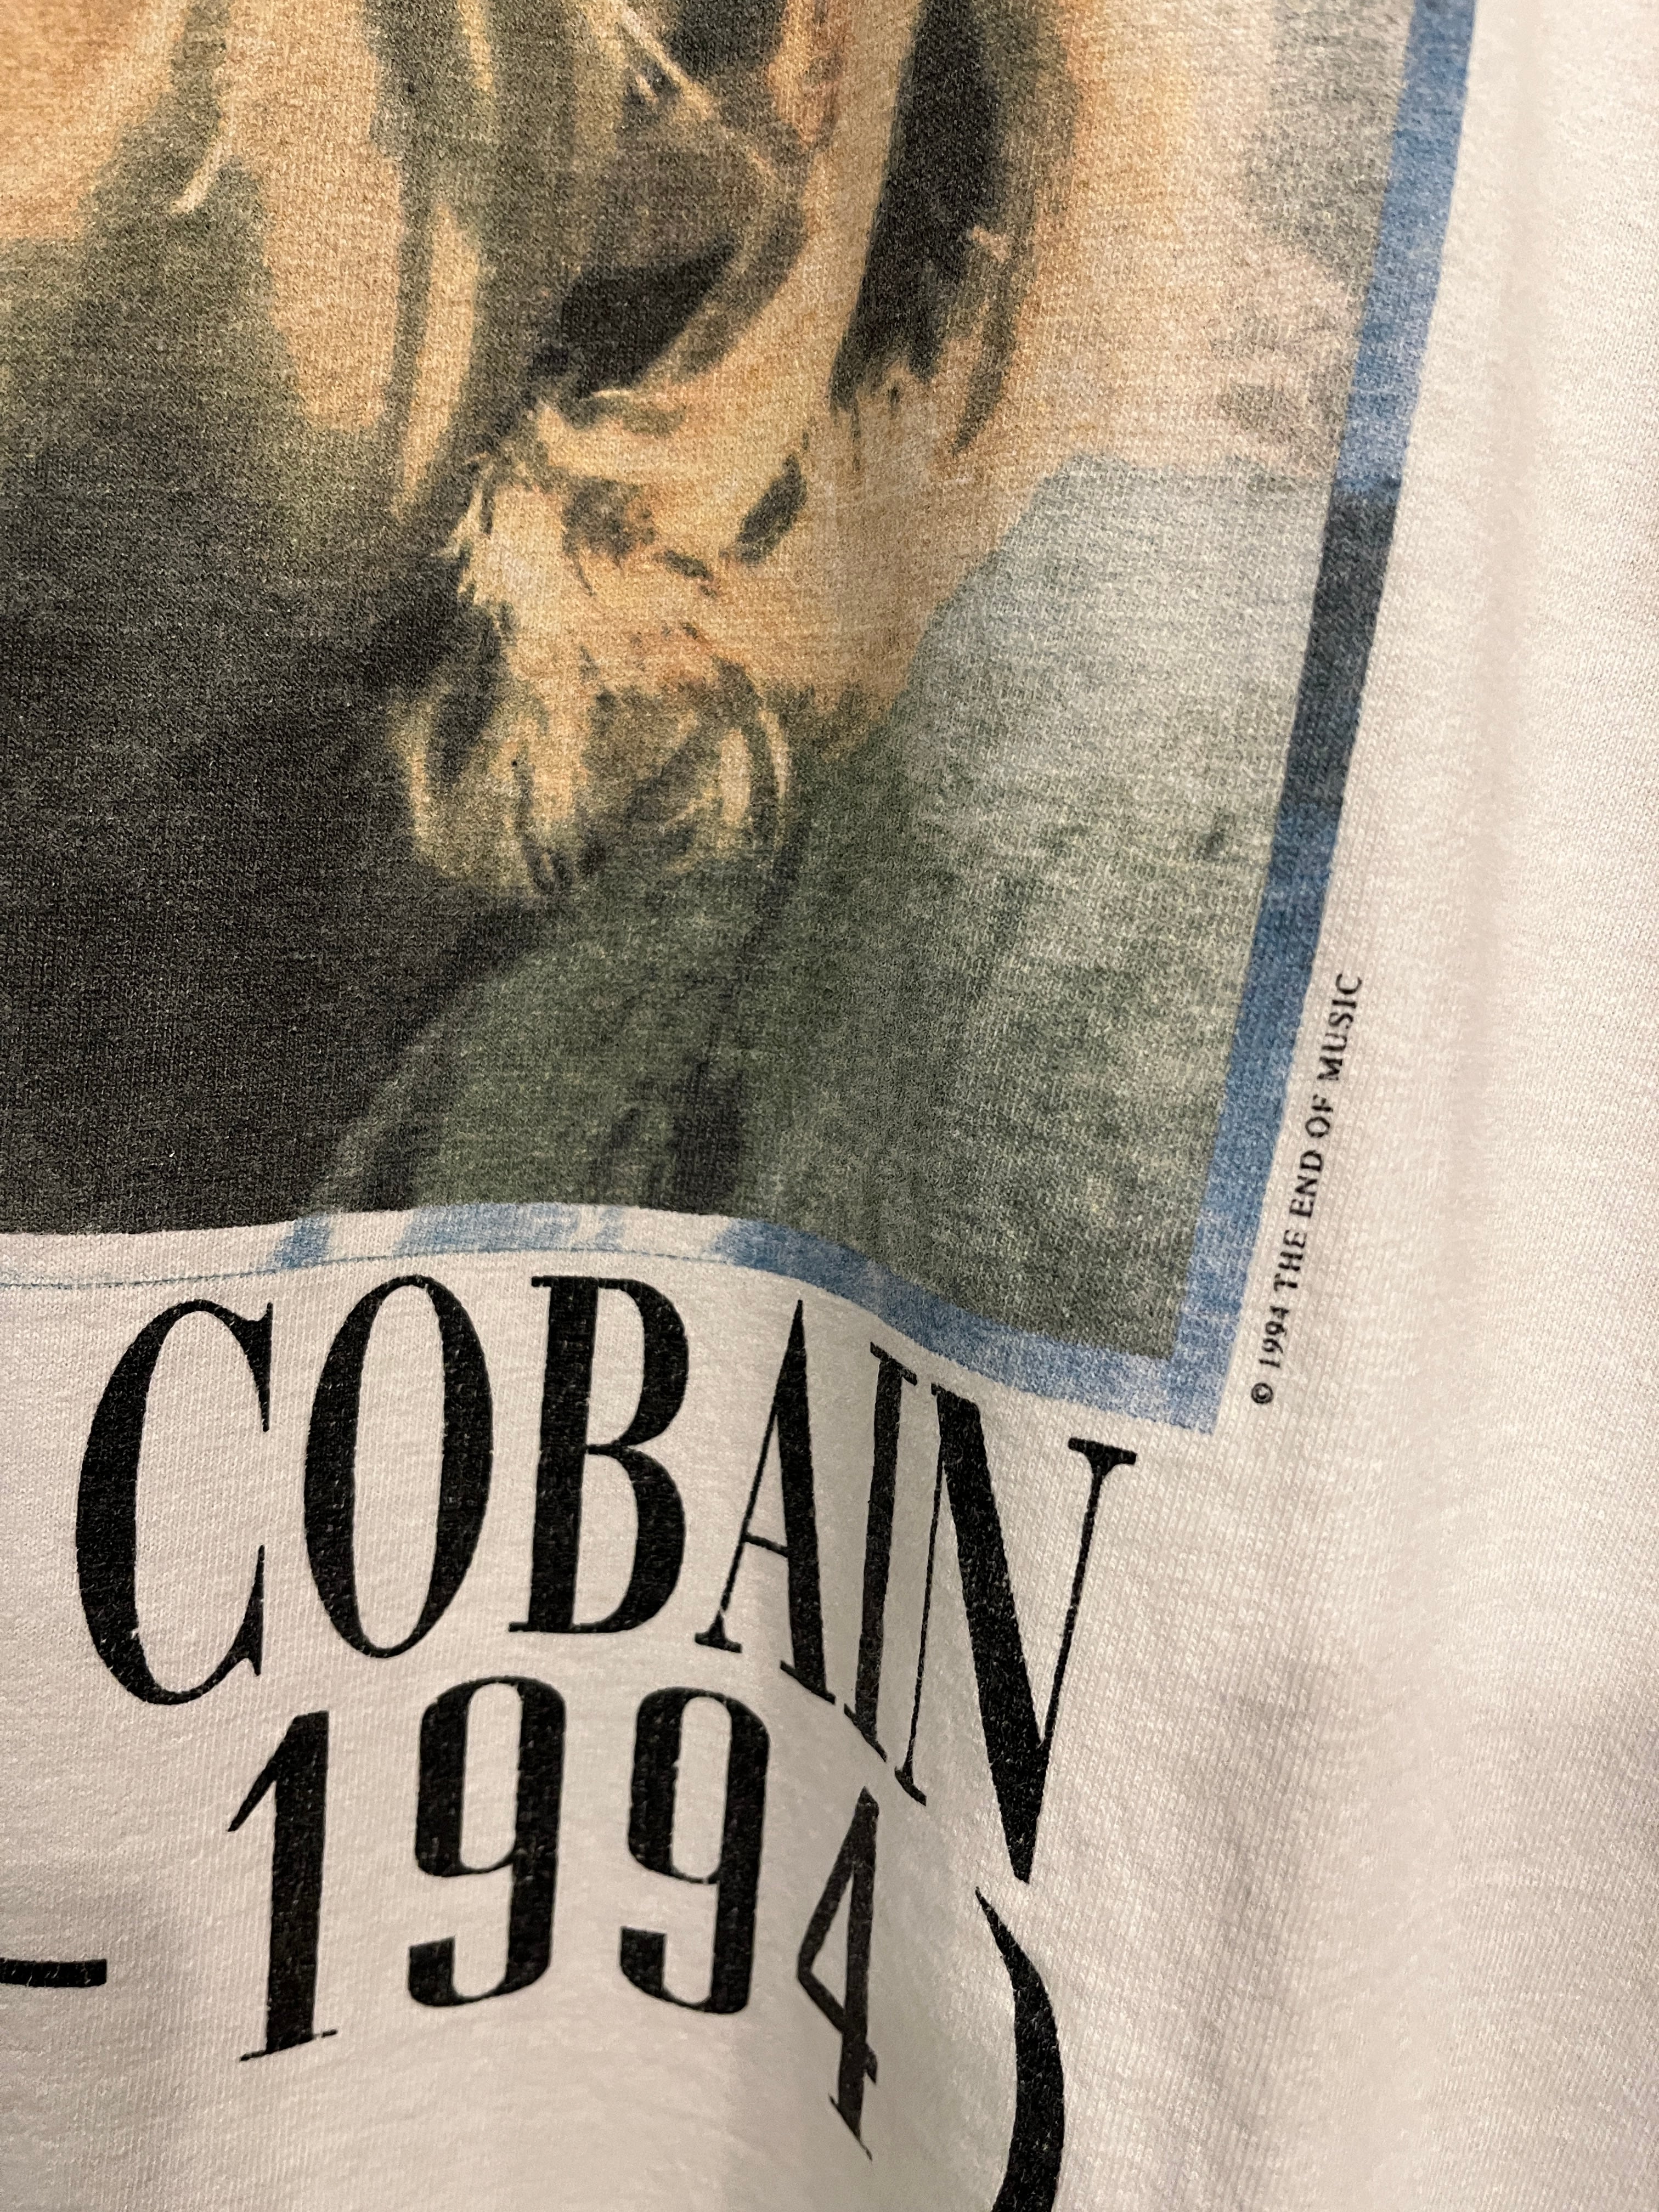 © 1994 THE END OF MUSIC
COBAIN
– 1994